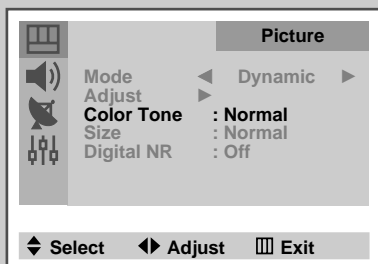 Picture
Mode ◀ Dynamic ▶
Adjust ▶
Color Tone : Normal
Size : Normal
Digital NR : Off
Select Adjust Exit